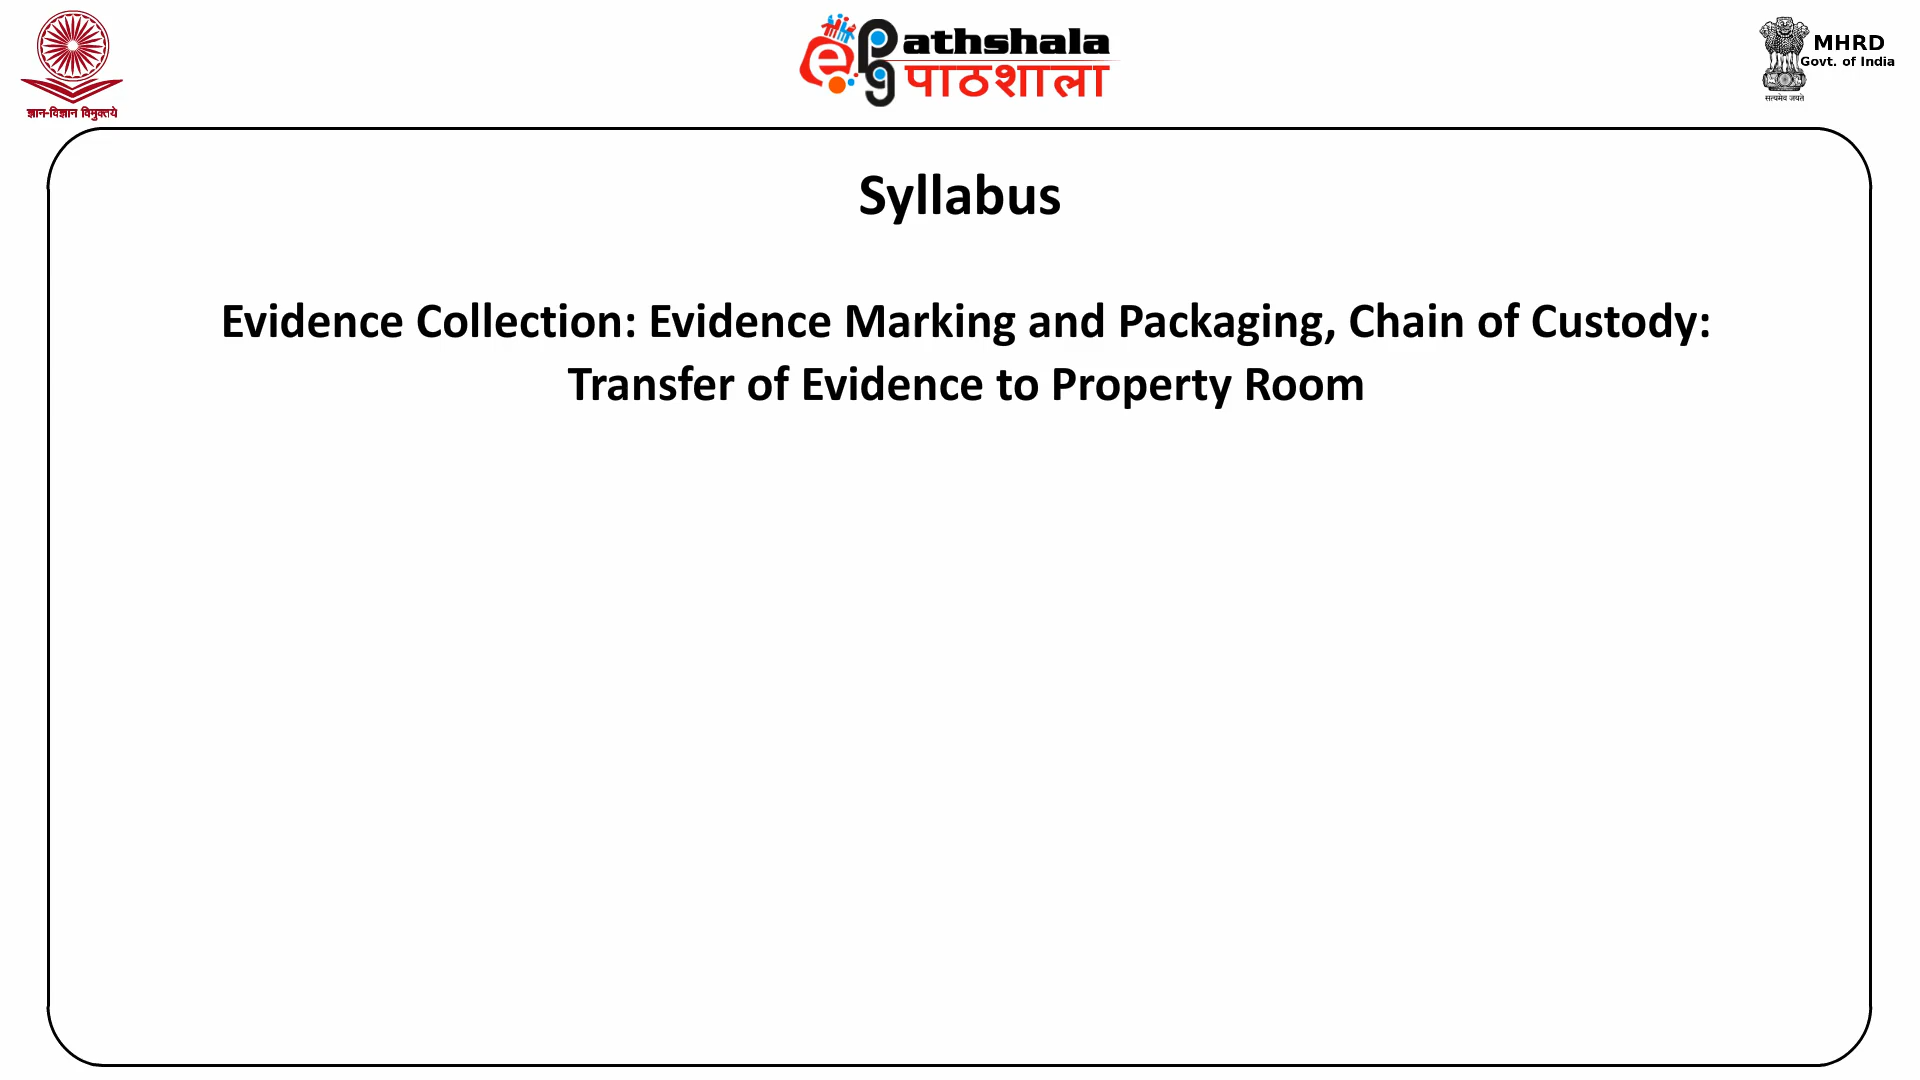 ज्ञान-विज्ञान विमुक्तये
e pg athshala
पाठशाला
MHRD
Govt. of India
सत्यमेव जयते
Syllabus
Evidence Collection: Evidence Marking and Packaging, Chain of Custody:
Transfer of Evidence to Property Room